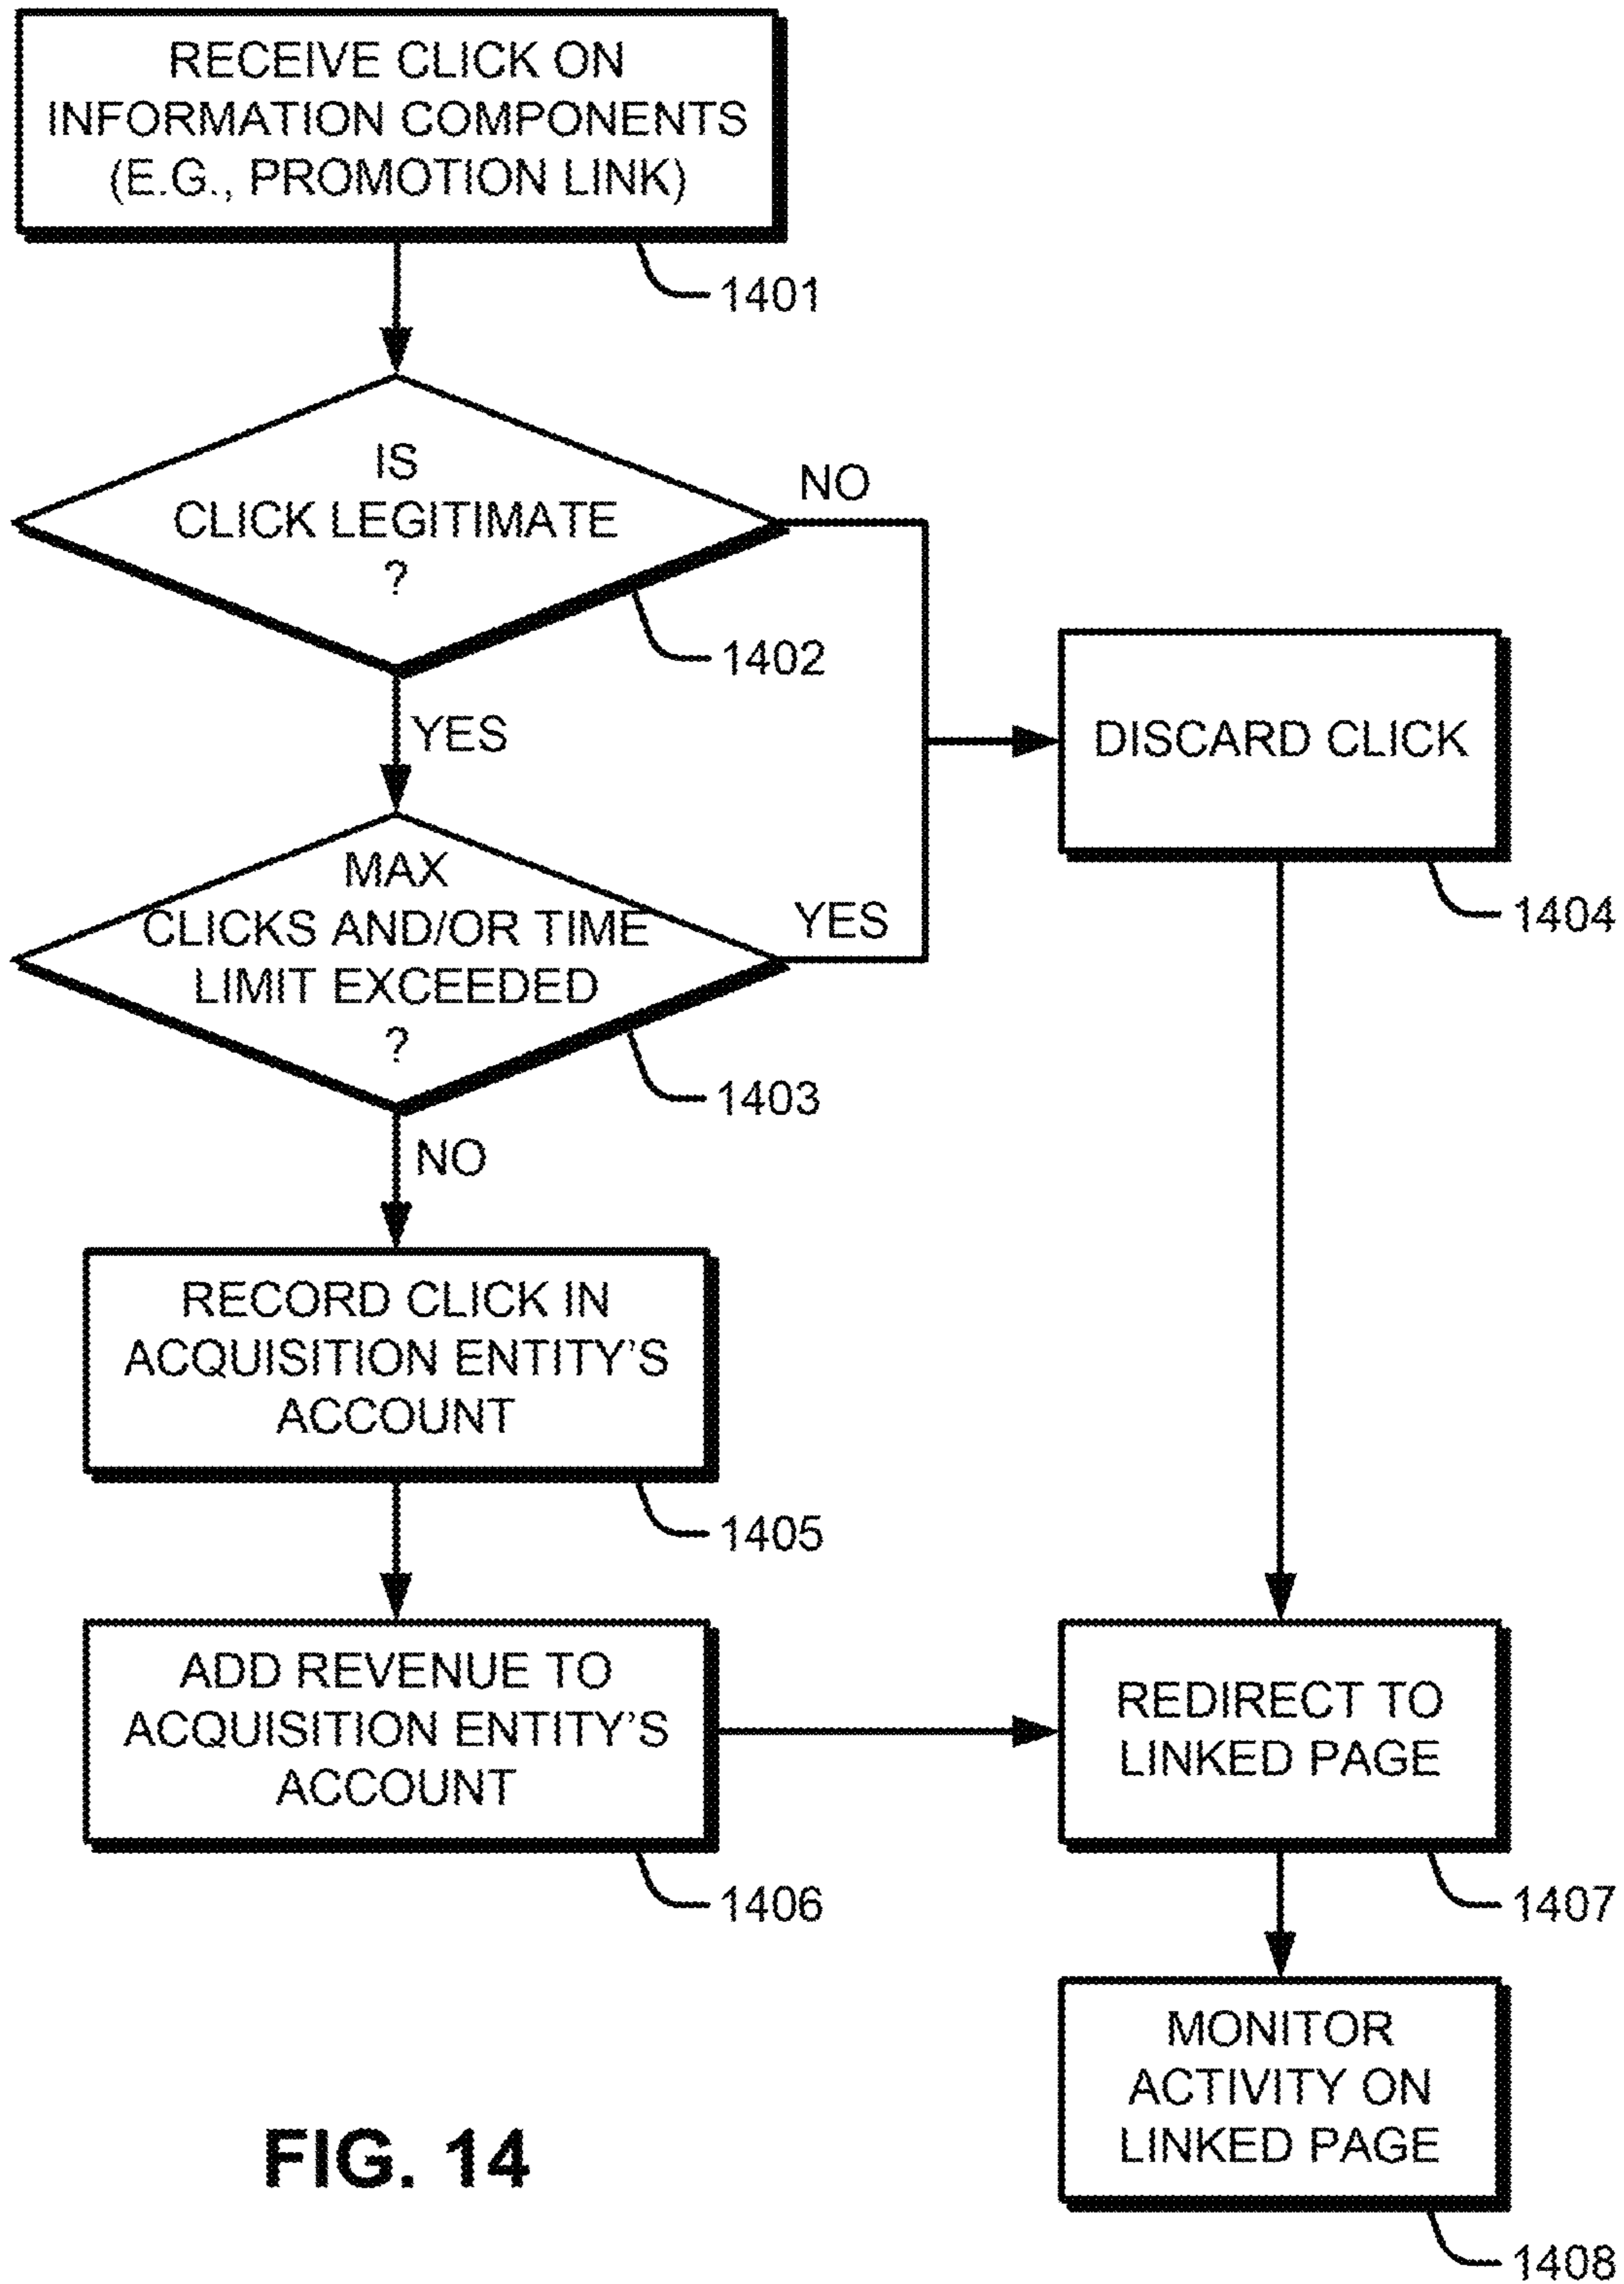 RECEIVE CLICK ON
INFORMATION COMPONENTS
(E.G., PROMOTION LINK)
1401
IS
CLICK LEGITIMATE
?
NO
1402
YES
DISCARD CLICK
1404
MAX
CLICKS AND/OR TIME
LIMIT EXCEEDED
?
YES
1403
NO
RECORD CLICK IN
ACQUISITION ENTITY'S
ACCOUNT
1405
ADD REVENUE TO
ACQUISITION ENTITY'S
ACCOUNT
1406
REDIRECT TO
LINKED PAGE
1407
MONITOR
ACTIVITY ON
LINKED PAGE
1408
FIG. 14